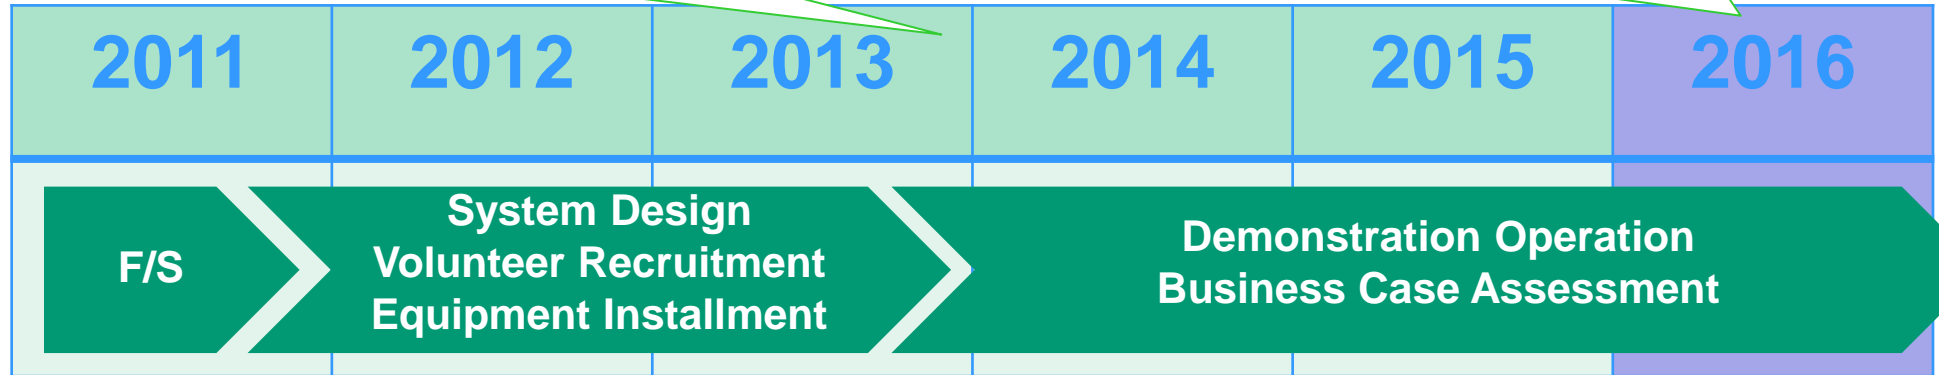 2011 2012 2013 2014 2015 2016
F/S
System Design
Volunteer Recruitment
Equipment Installment
Demonstration Operation
Business Case Assessment